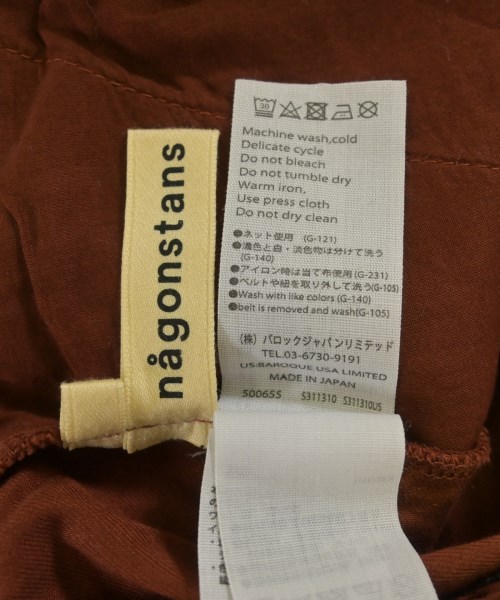 någonstans
30
Machine wash,cold
Delicate cycle
Do not bleach
Do not tumble dry
Warm iron,
Use press cloth
Do not dry clean
●ネット使用 (G-121)
●濃色と白・淡色物は分けて洗う
(G-140)
●アイロン時は当て布使用(G-231)
●ベルトや紐を取り外して洗う(G-105)
●Wash with like colors (G-140)
●belt is removed and wash(G-105)
(株) バロックジャパンリミテッド
TEL.03-6730-9191
US:BAROQUE USA LIMITED
MADE IN JAPAN
500655 S311310 S311310US